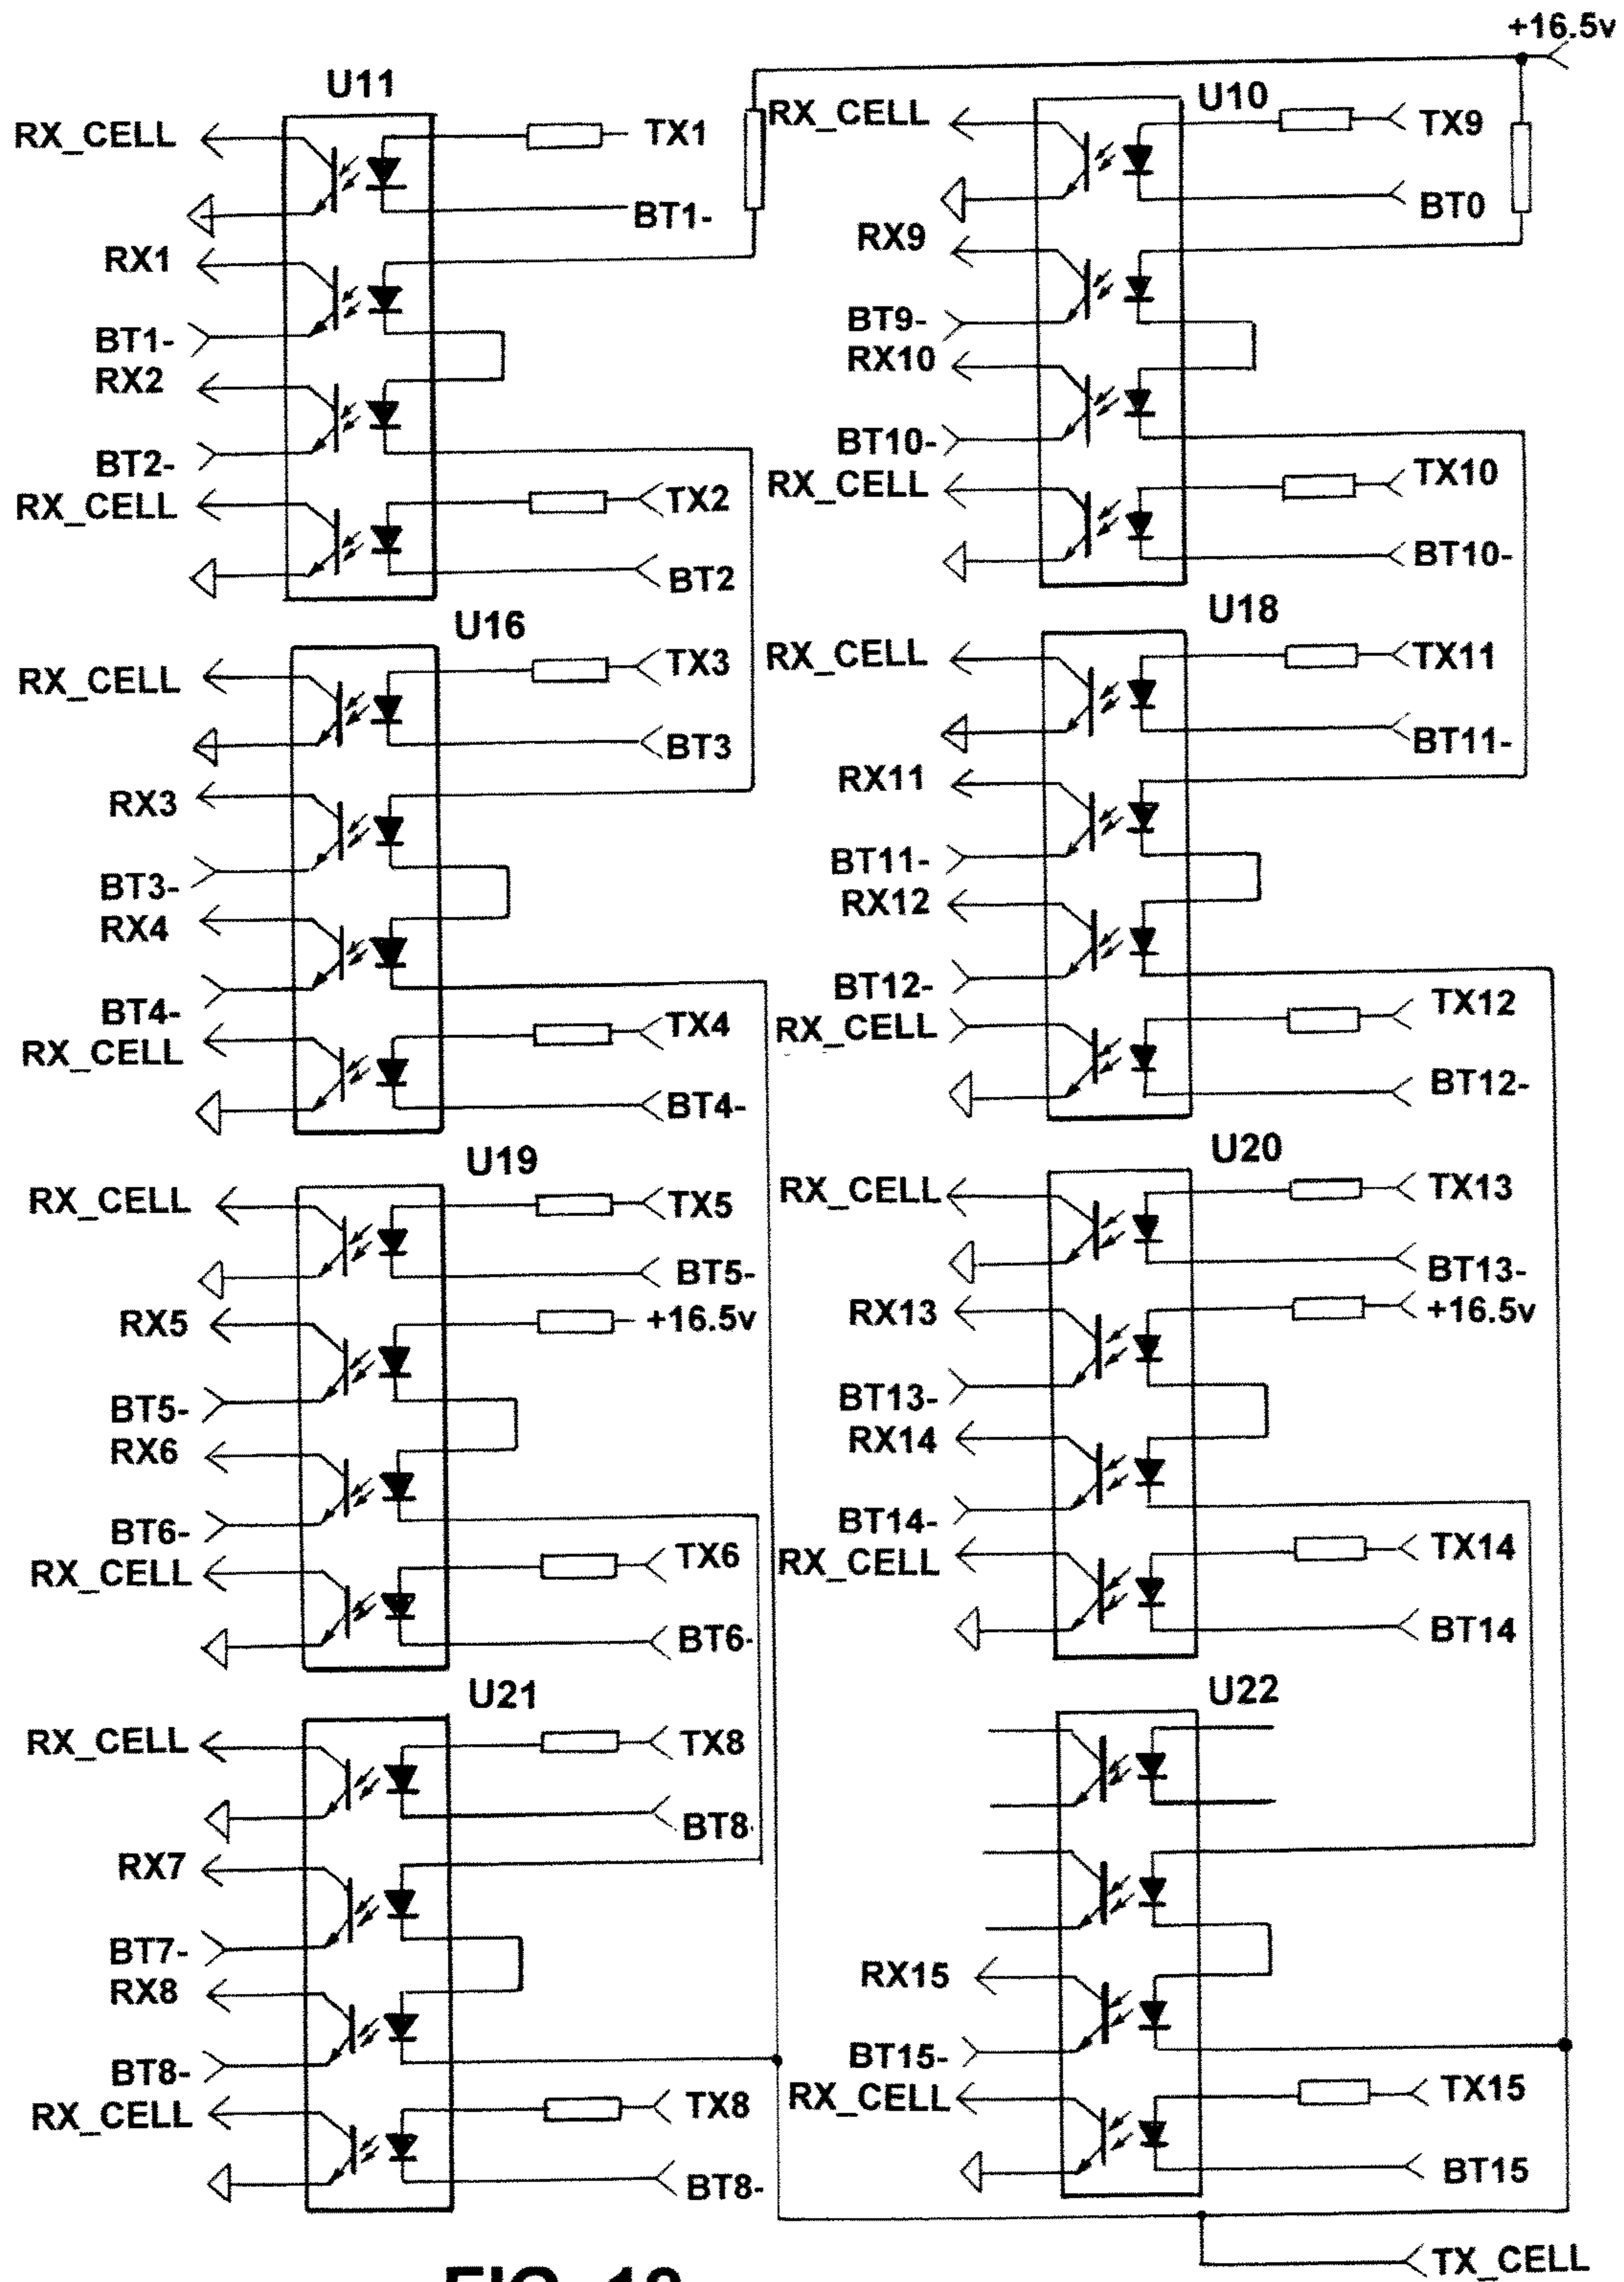 +16.5v
U11
RX_CELL
TX1
BT1-
RX1
BT1-
RX2
BT2-
RX_CELL
TX2
BT2
U16
RX_CELL
TX3
BT3
RX3
BT3-
RX4
BT4-
RX_CELL
TX4
BT4-
U19
RX_CELL
TX5
BT5-
RX5
+16.5v
BT5-
RX6
BT6-
RX_CELL
TX6
BT6-
U21
RX_CELL
TX8
BT8-
RX7
BT7-
RX8
BT8-
RX_CELL
TX8
BT8-
U10
RX_CELL
TX9
BT0
RX9
BT9-
RX10
BT10-
RX_CELL
TX10
BT10-
U18
RX_CELL
TX11
BT11-
RX11
BT11-
RX12
BT12-
RX_CELL
TX12
BT12-
U20
RX_CELL
TX13
BT13-
RX13
+16.5v
BT13-
RX14
BT14-
RX_CELL
TX14
BT14
U22
RX15
BT15-
RX_CELL
TX15
BT15
TX_CELL